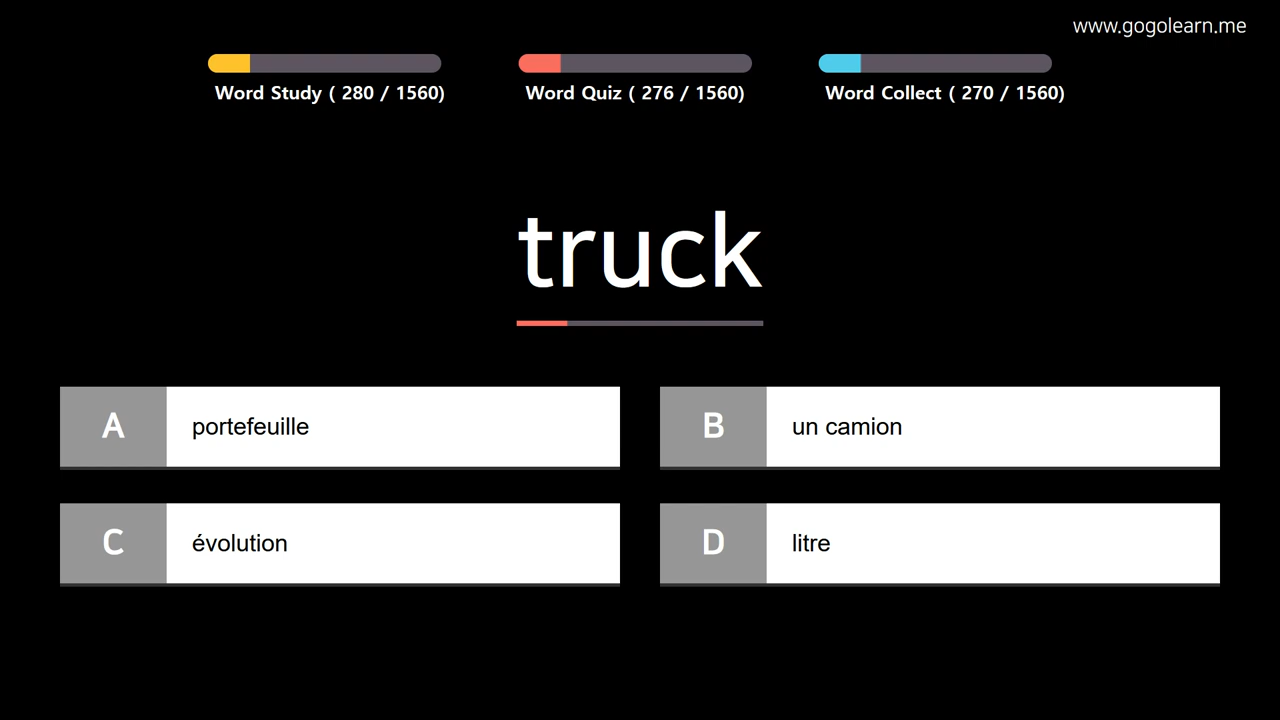 www.gogolearn.me
Word Study ( 280 / 1560)
Word Quiz ( 276 / 1560)
Word Collect ( 270 / 1560)
truck
A portefeuille
B un camion
C évolution
D litre